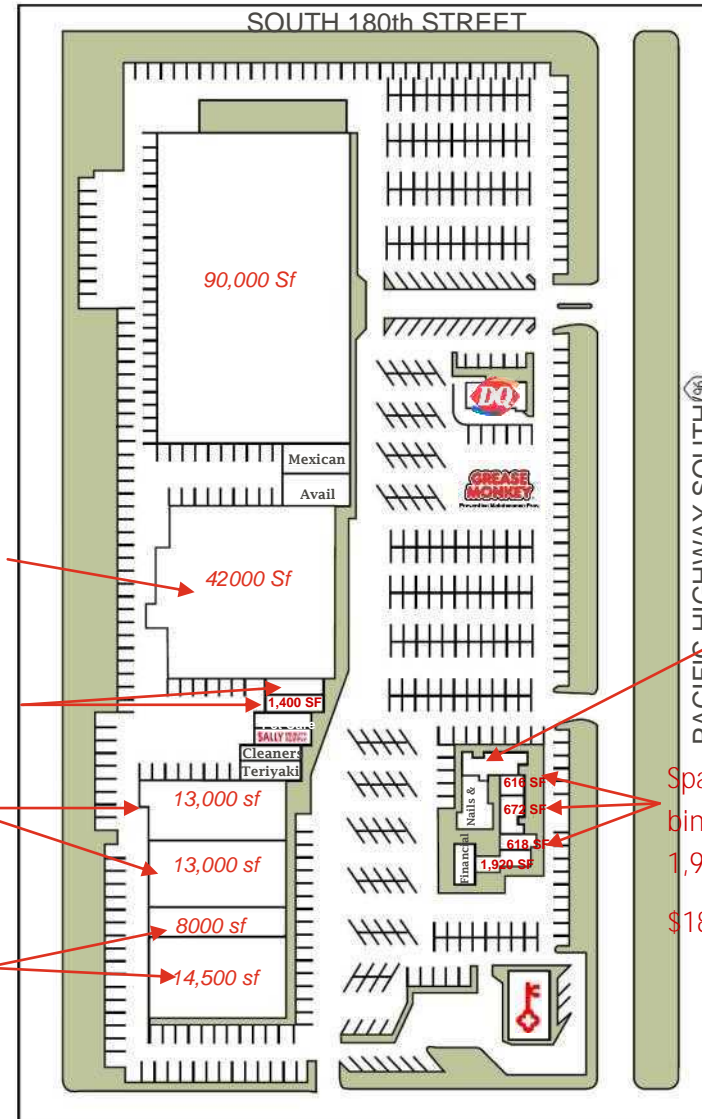 SOUTH 180th STREET
90,000 Sf
DQ
Mexican
GREASE
MONKEY
Avail
42000 Sf
PACIFIC HIGHWAY SOUTH
1,400 SF
SALLY
Cleaners
Teriyaki
13,000 sf
616 SF
Spa
Nails &
672 SF
bin
618 SF
1,9
13,000 sf
Financial
1,920 SF
8000 sf
$18
14,500 sf